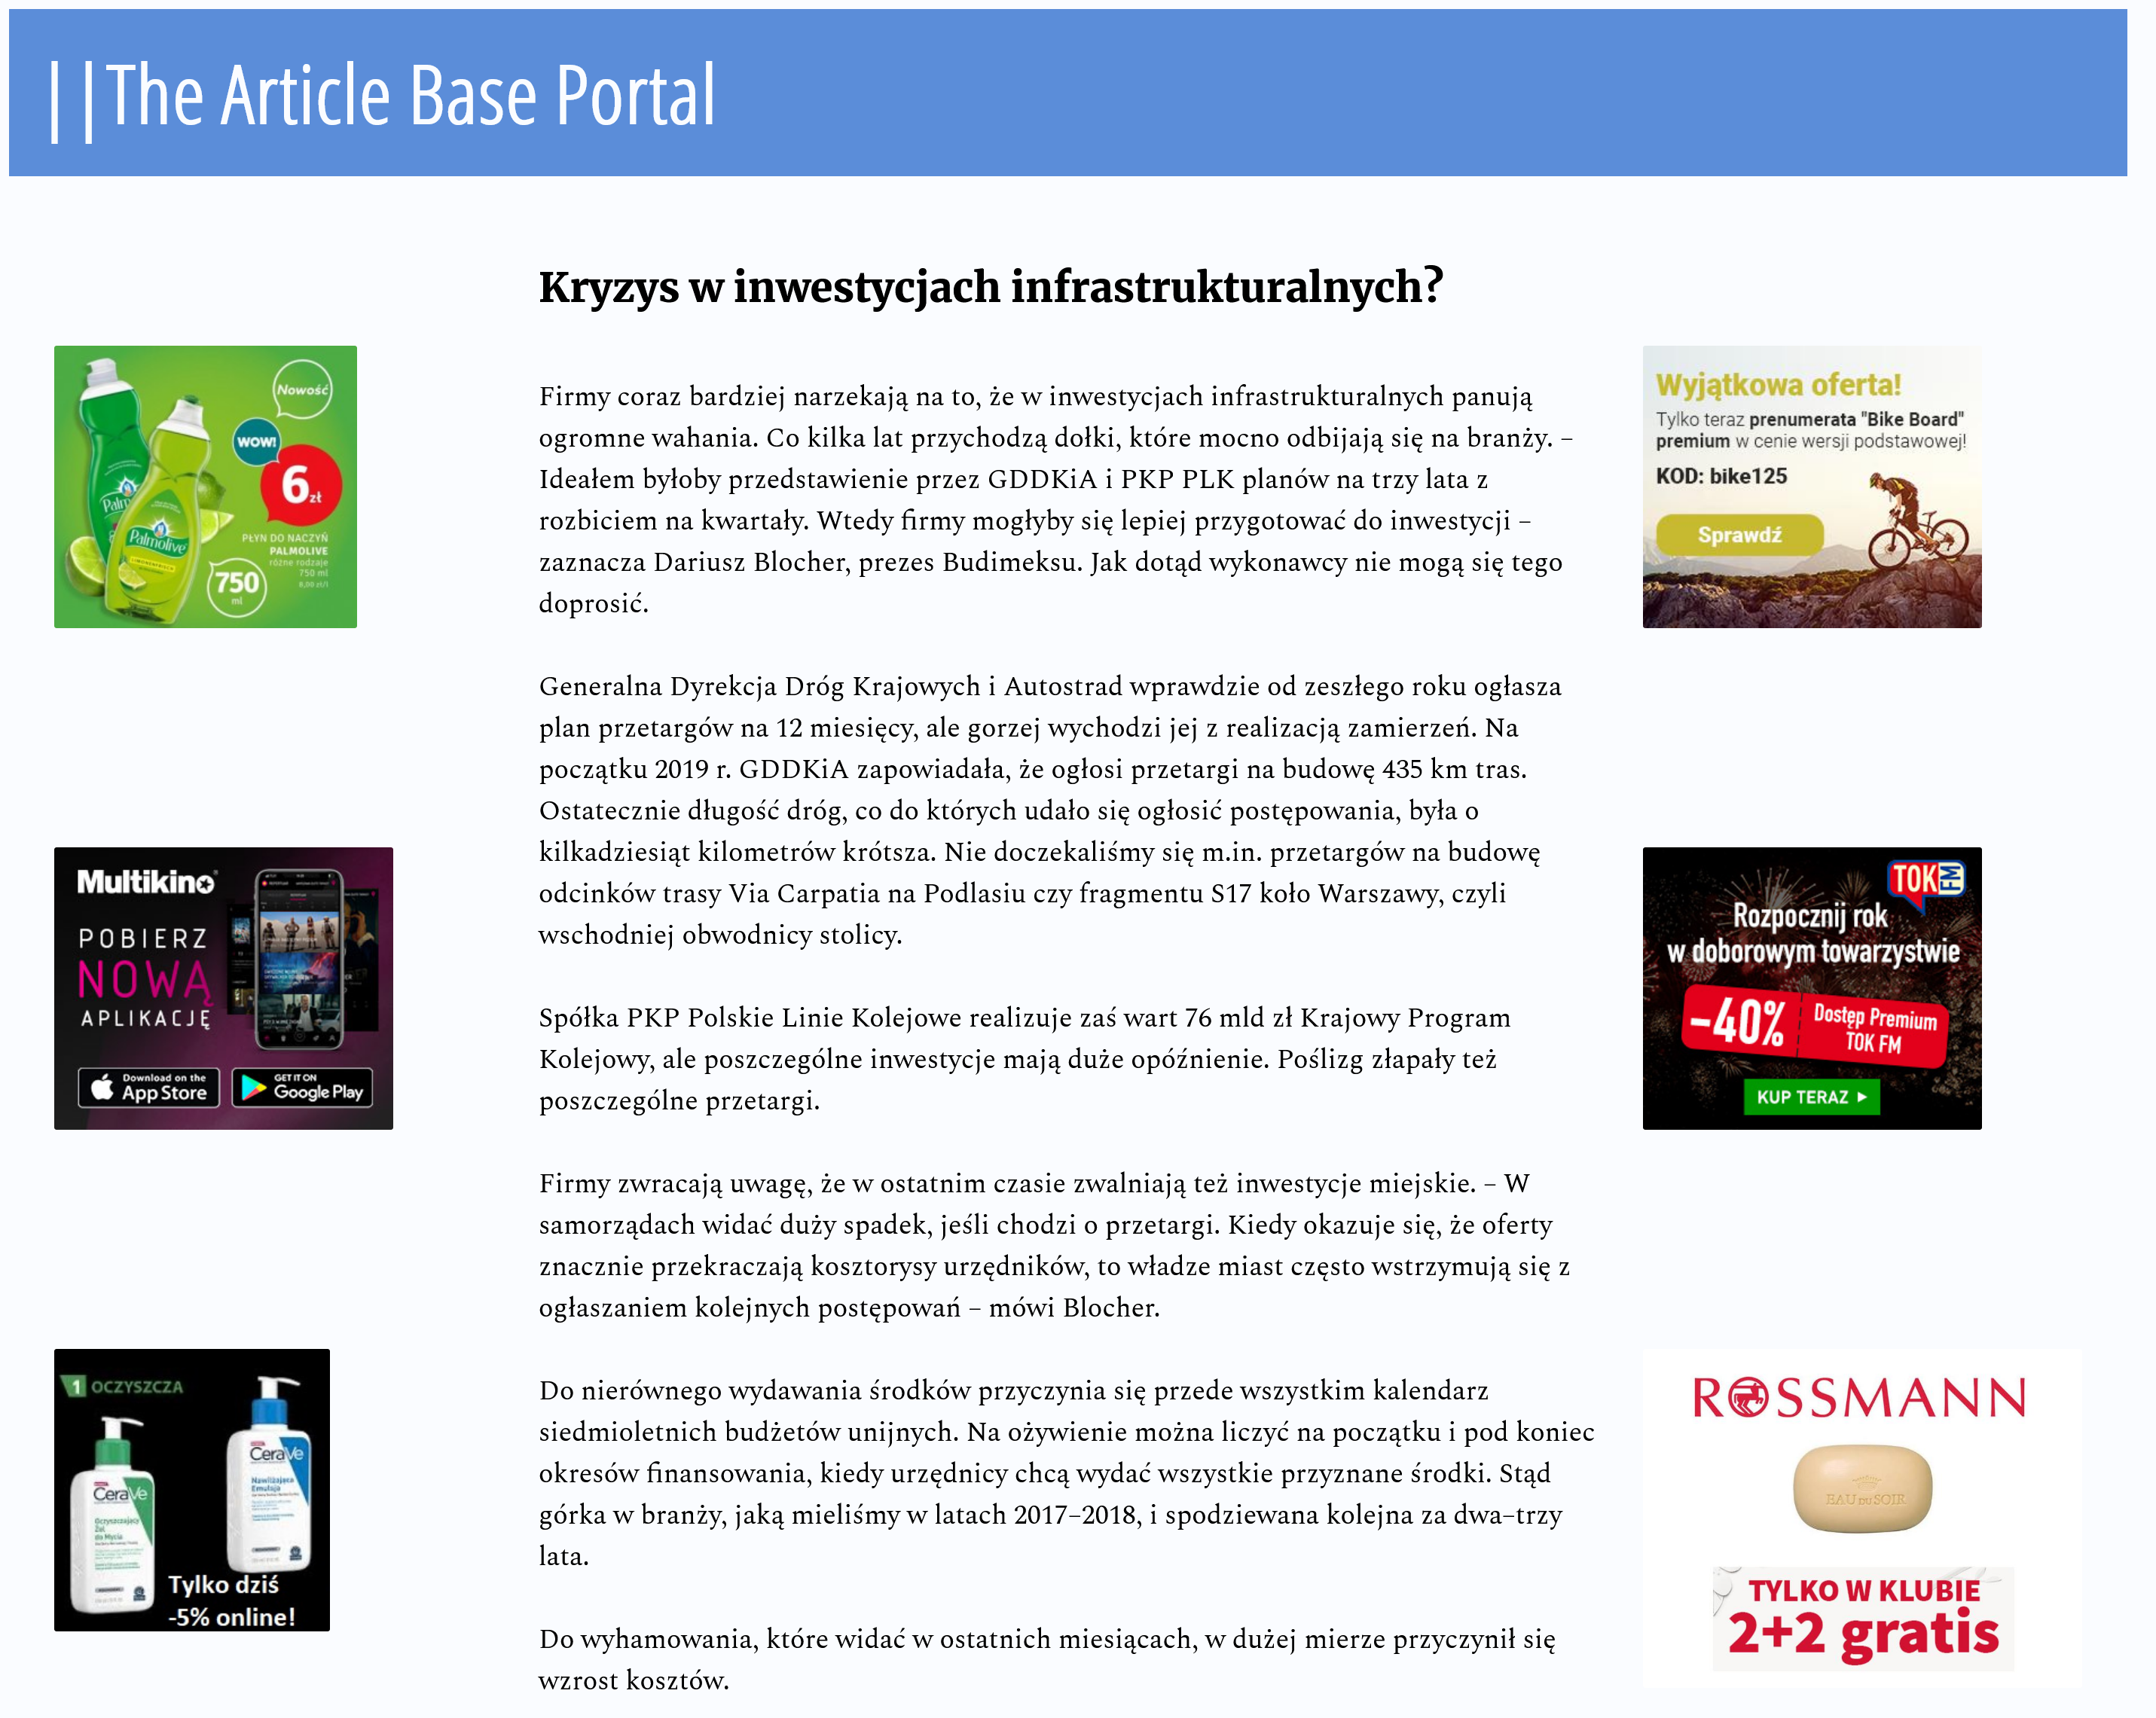 ||The Article Base Portal
Kryzys w inwestycjach infrastrukturalnych?
Firmy coraz bardziej narzekają na to, że w inwestycjach infrastrukturalnych panują
ogromne wahania. Co kilka lat przychodzą dołki, które mocno odbijają się na branży. –
Ideałem byłoby przedstawienie przez GDDKiA i PKP PLK planów na trzy lata z
rozbiciem na kwartały. Wtedy firmy mogłyby się lepiej przygotować do inwestycji –
zaznacza Dariusz Blocher, prezes Budimeksu. Jak dotąd wykonawcy nie mogą się tego
doprosić.
Generalna Dyrekcja Dróg Krajowych i Autostrad wprawdzie od zeszłego roku ogłasza
plan przetargów na 12 miesięcy, ale gorzej wychodzi jej z realizacją zamierzeń. Na
początku 2019 r. GDDKiA zapowiadała, że ogłosi przetargi na budowę 435 km tras.
Ostatecznie długość dróg, co do których udało się ogłosić postępowania, była o
kilkadziesiąt kilometrów krótsza. Nie doczekaliśmy się m.in. przetargów na budowę
odcinków trasy Via Carpatia na Podlasiu czy fragmentu S17 koło Warszawy, czyli
wschodniej obwodnicy stolicy.
Spółka PKP Polskie Linie Kolejowe realizuje zaś wart 76 mld zł Krajowy Program
Kolejowy, ale poszczególne inwestycje mają duże opóźnienie. Poślizg złapały też
poszczególne przetargi.
Firmy zwracają uwagę, że w ostatnim czasie zwalniają też inwestycje miejskie. – W
samorządach widać duży spadek, jeśli chodzi o przetargi. Kiedy okazuje się, że oferty
znacznie przekraczają kosztorysy urzędników, to władze miast często wstrzymują się z
ogłaszaniem kolejnych postępowań – mówi Blocher.
Do nierównego wydawania środków przyczynia się przede wszystkim kalendarz
siedmioletnich budżetów unijnych. Na ożywienie można liczyć na początku i pod koniec
okresów finansowania, kiedy urzędnicy chcą wydać wszystkie przyznane środki. Stąd
górka w branży, jaką mieliśmy w latach 2017–2018, i spodziewana kolejna za dwa–trzy
lata.
Do wyhamowania, które widać w ostatnich miesiącach, w dużej mierze przyczynił się
wzrost kosztów.
Nowość
WOW!
6 zł
Palmolive
PŁYN DO NACZYŃ
PALMOLIVE
różne rodzaje
750 ml
8,00 zł/l
750
ml
Multikino
POBIERZ
NOWĄ
APLIKACJĘ
Download on the
App Store
GET IT ON
Google Play
1 OCZYSZCZA
CeraVe
Nawilżająca
Emulsja
CeraVe
Oczyszczający
Żel
do Mycia
Tylko dziś
-5% online!
Wyjątkowa oferta!
Tylko teraz prenumerata "Bike Board"
premium w cenie wersji podstawowej!
KOD: bike125
Sprawdź
TOK FM
Rozpocznij rok
w doborowym towarzystwie
-40%
Dostęp Premium
TOK FM
KUP TERAZ
ROSSMANN
EAU DU SOIR
TYLKO W KLUBIE
2+2 gratis